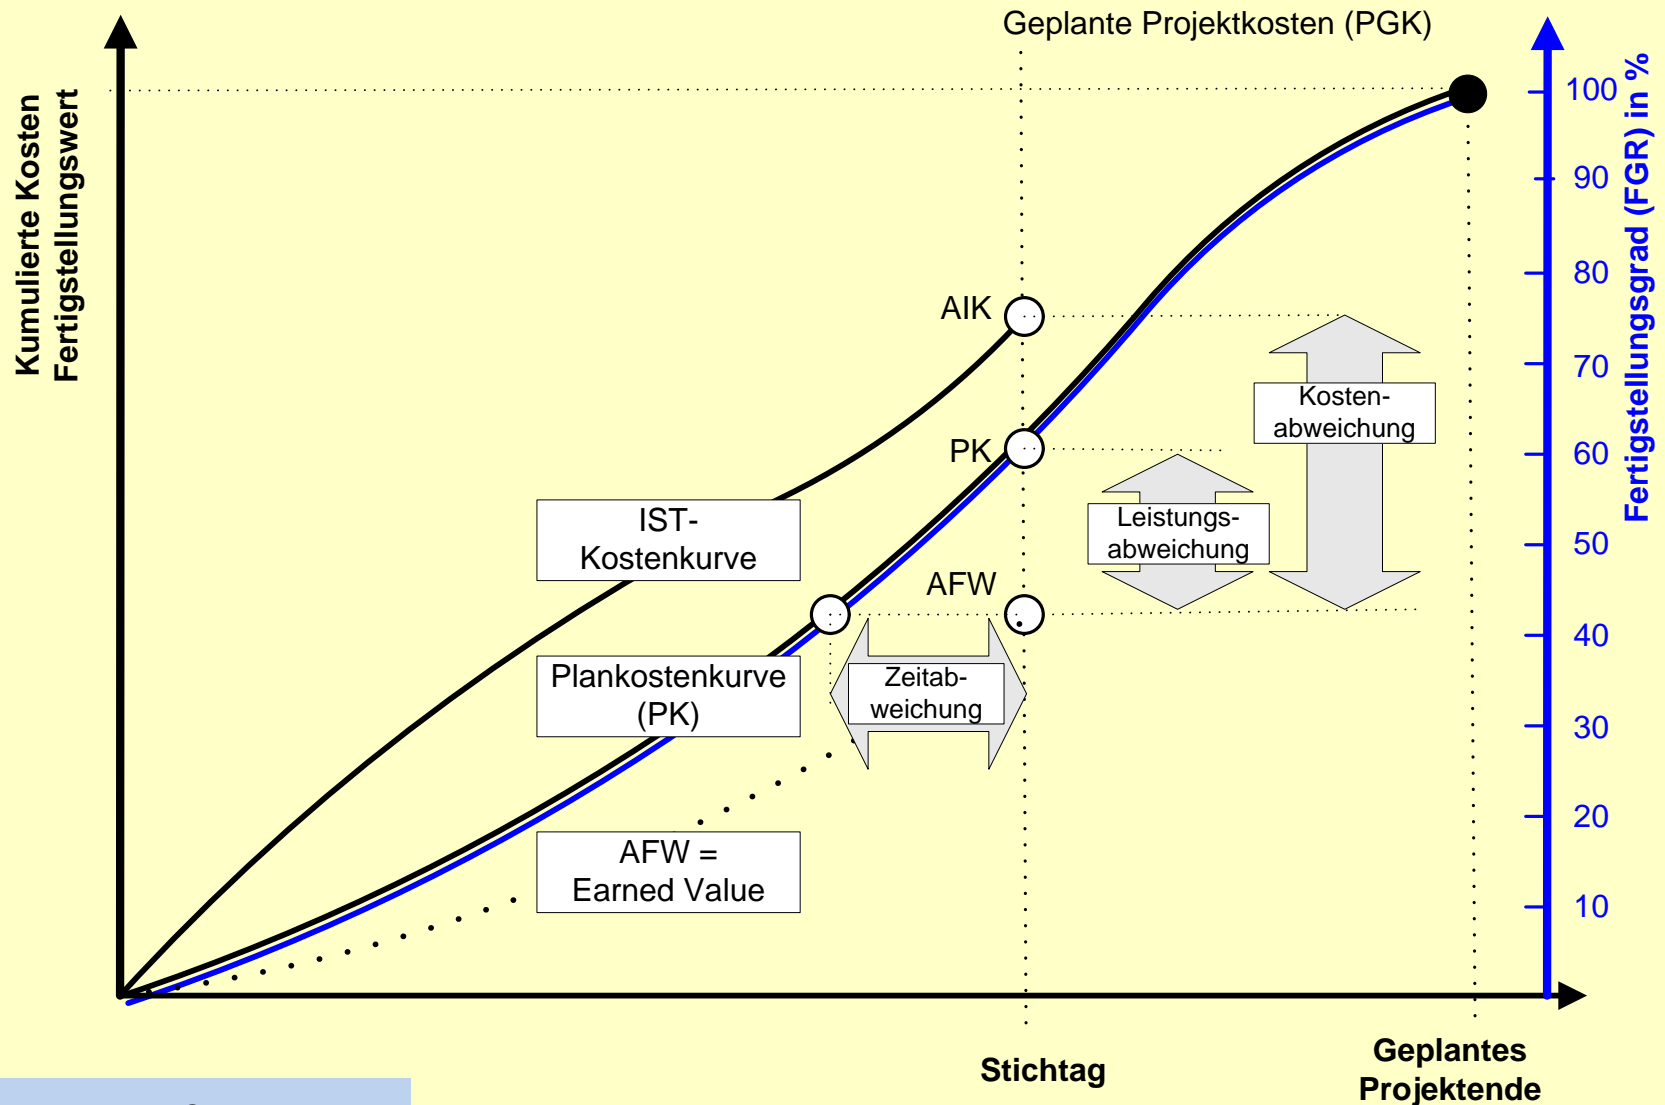 Geplante Projektkosten (PGK)
Kumulierte Kosten
Fertigstellungswert
Fertigstellungsgrad (FGR) in %
100
90
80
70
60
50
40
30
20
10
AIK
PK
AFW
Kosten-
abweichung
Leistungs-
abweichung
IST-
Kostenkurve
Plankostenkurve
(PK)
Zeitab-
weichung
AFW =
Earned Value
Stichtag
Geplantes
Projektende